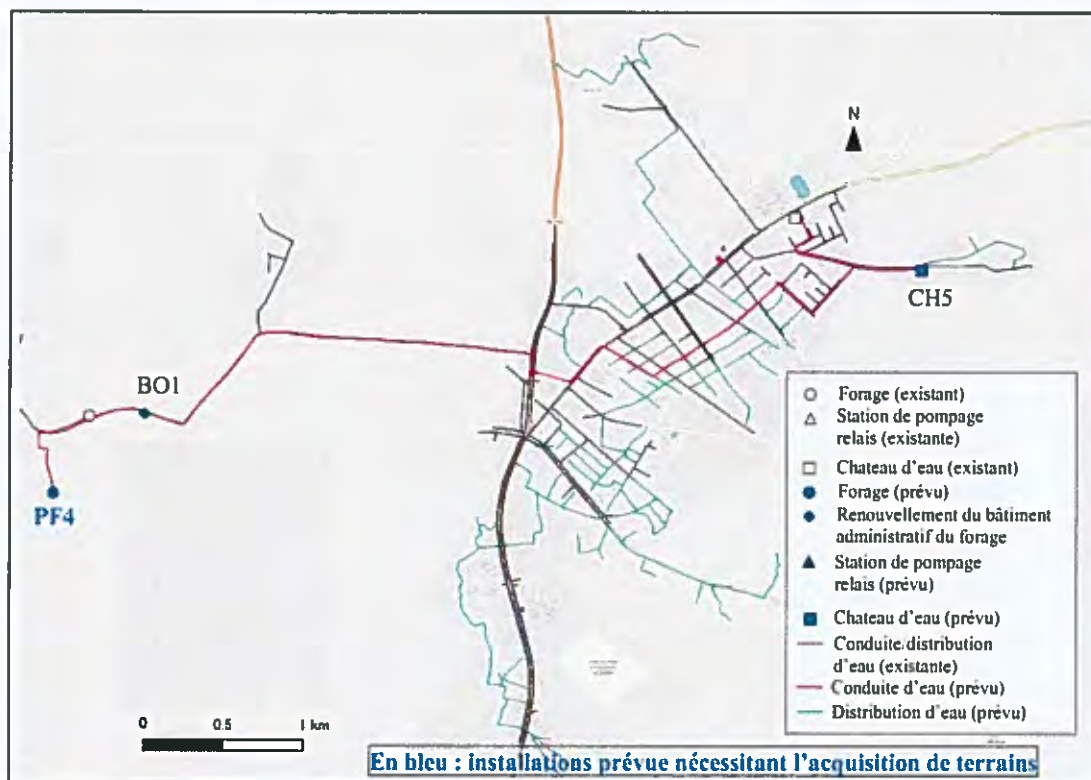 N
CH5
BO1
PF4
Forage (existant)
Station de pompage
relais (existante)
Chateau d'eau (existant)
Forage (prévu)
Renouvellement du bâtiment
administratif du forage
Station de pompage
relais (prévu)
Chateau d'eau (prévu)
Conduite/distribution
d'eau (existante)
Conduite d'eau (prévu)
Distribution d'eau (prévu)
0 0.5 1 km
En bleu : installations prévue nécessitant l'acquisition de terrains